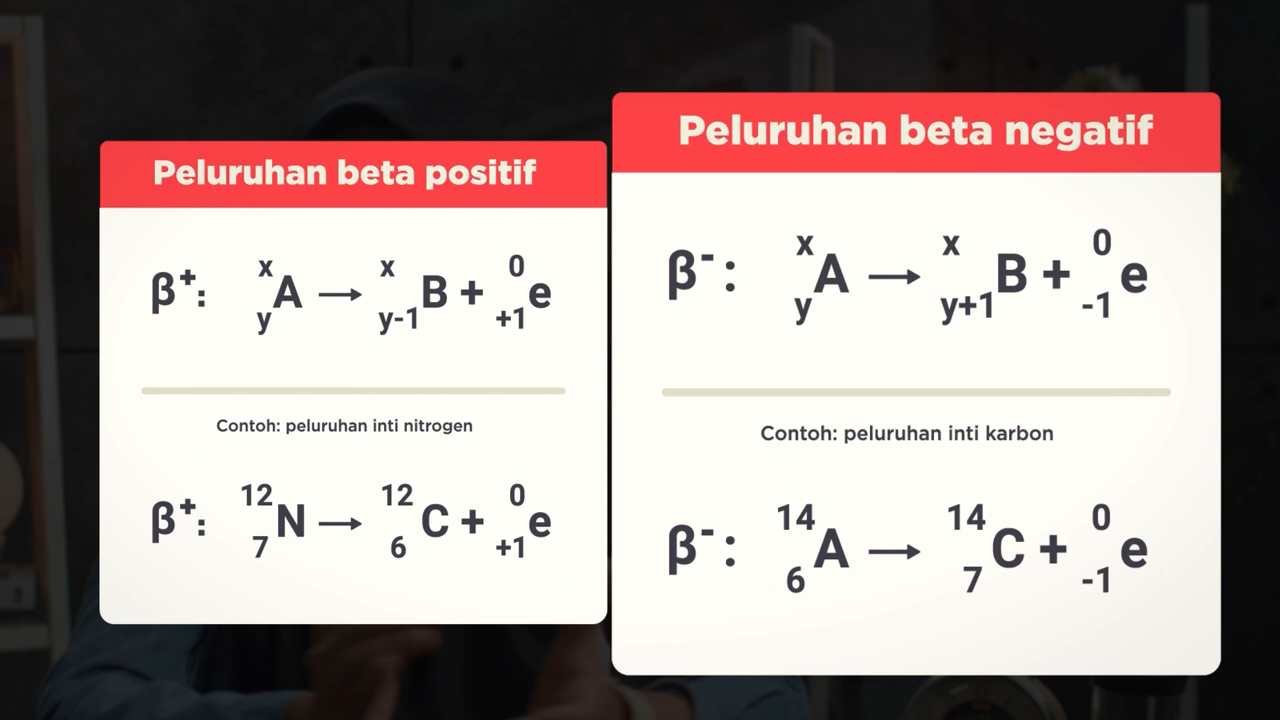 Peluruhan beta positif
β⁺: ˣᵧA → ˣᵧ₋₁B + ⁰₊₁e
Contoh: peluruhan inti nitrogen
β⁺: ¹²₇N → ¹²₆C + ⁰₊₁e
Peluruhan beta negatif
β⁻: ˣᵧA → ˣᵧ₊₁B + ⁰₋₁e
Contoh: peluruhan inti karbon
β⁻: ¹⁴₆A → ¹⁴₇C + ⁰₋₁e